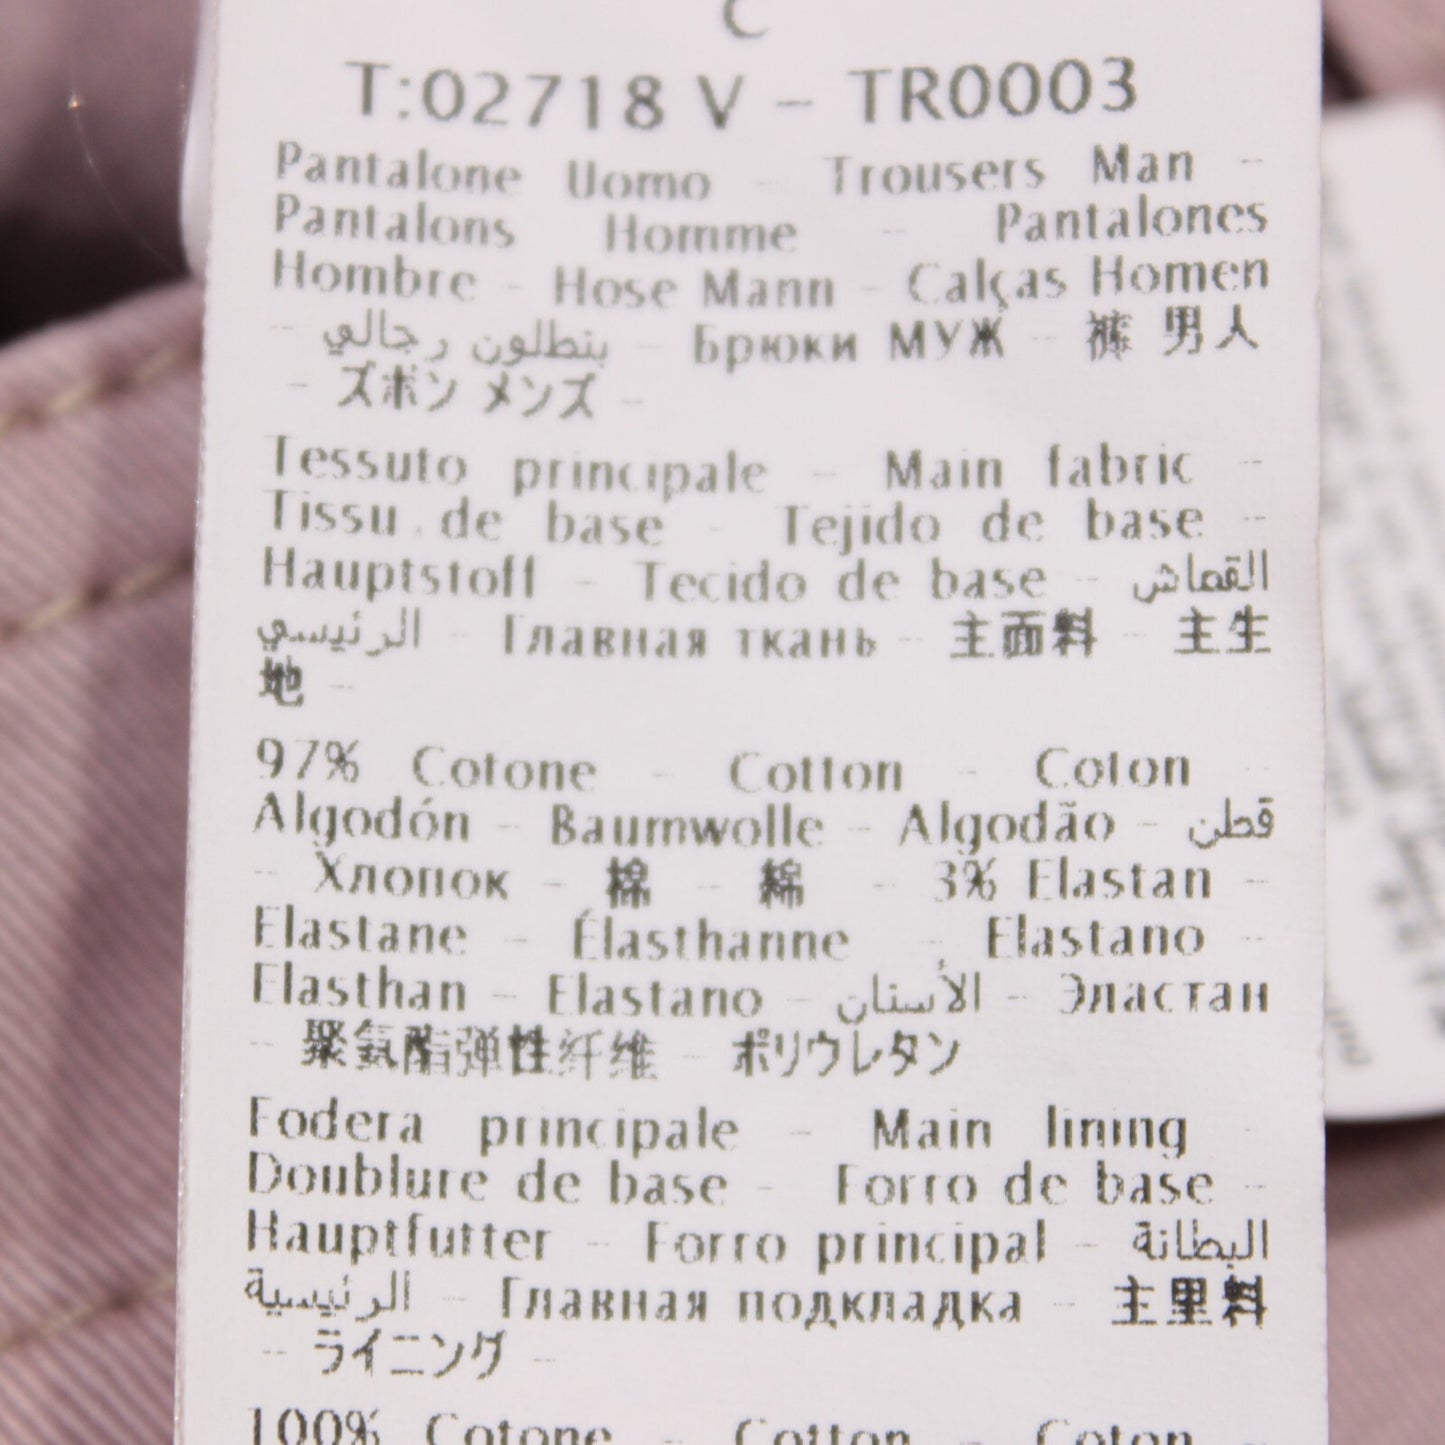 C
T:02718 V - TR0003
Pantalone Uomo - Trousers Man -
Pantalons Homme - Pantalones
Hombre - Hose Mann - Calças Homen
- بنطلون رجالي - Брюки МУЖ - 裤 男人
- ズボン メンズ -
Tessuto principale - Main fabric -
Tissu de base - Tejido de base -
Hauptstoff - Tecido de base - القماش
الرئيسي - Главная ткань - 主面料 - 主生
地 -
97% Cotone - Cotton - Coton -
Algodón - Baumwolle - Algodão - قطن
- Хлопок - 棉 - 綿 - 3% Elastan -
Elastane - Élasthanne - Elastano -
Elasthan - Elastano - الأستان - Эластан
- 聚氨酯弹性纤维 - ポリウレタン
Fodera principale - Main lining -
Doublure de base - Forro de base -
Hauptfutter - Forro principal - البطانة
الرئيسية - Главная подкладка - 主里料
- ライニング -
100% Cotone - Cotton - Coton -